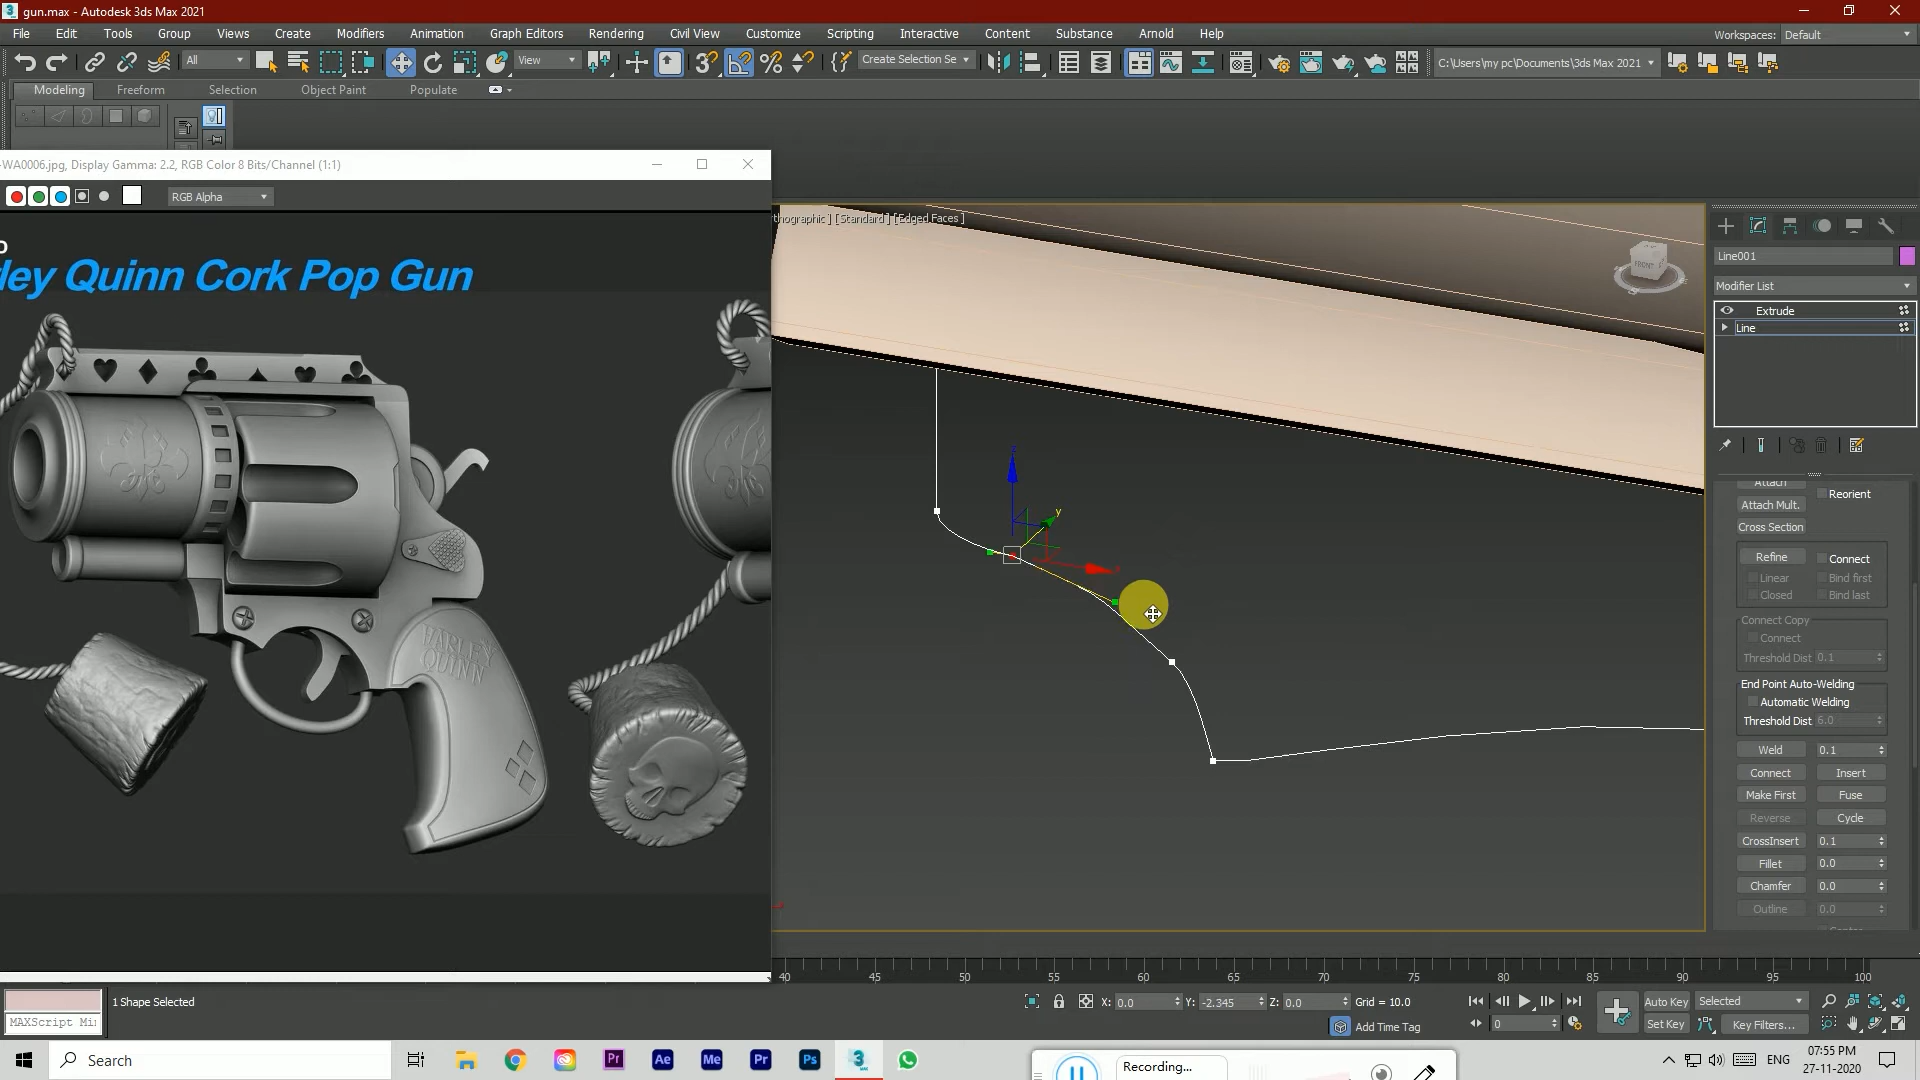 gun.max - Autodesk 3ds Max 2021
File Edit Tools Group Views Create Modifiers Animation Graph Editors Rendering Civil View Customize Scripting Interactive Content Substance Arnold Help
Workspaces: Default
All
View
Create Selection Se
C:\Users\my pc\Documents\3ds Max 2021
Modeling Freeform Selection Object Paint Populate
-WA0006.jpg, Display Gamma: 2.2, RGB Color 8 Bits/Channel (1:1)
RGB Alpha
ley Quinn Cork Pop Gun
HARLEY
QUINN
thographic ] [ Standard ] [ Edged Faces ]
FRONT
z
y
Line001
Modifier List
Extrude
Line
Attach
Reorient
Attach Mult.
Cross Section
Refine
Connect
Linear
Bind first
Closed
Bind last
Connect Copy
Connect
Threshold Dist 0.1
End Point Auto-Welding
Automatic Welding
Threshold Dist 6.0
Weld 0.1
Connect Insert
Make First Fuse
Reverse Cycle
CrossInsert 0.1
Fillet 0.0
Chamfer 0.0
Outline 0.0
40 45 50 55 60 65 70 75 80 85 90 95 100
1 Shape Selected
MAXScript Mi
X: 0.0 Y: -2.345 Z: 0.0 Grid = 10.0
Add Time Tag
0
Auto Key Selected
Set Key Key Filters...
Search
Pr Ae Me Pr Ps 3
Recording...
ENG
07:55 PM
27-11-2020